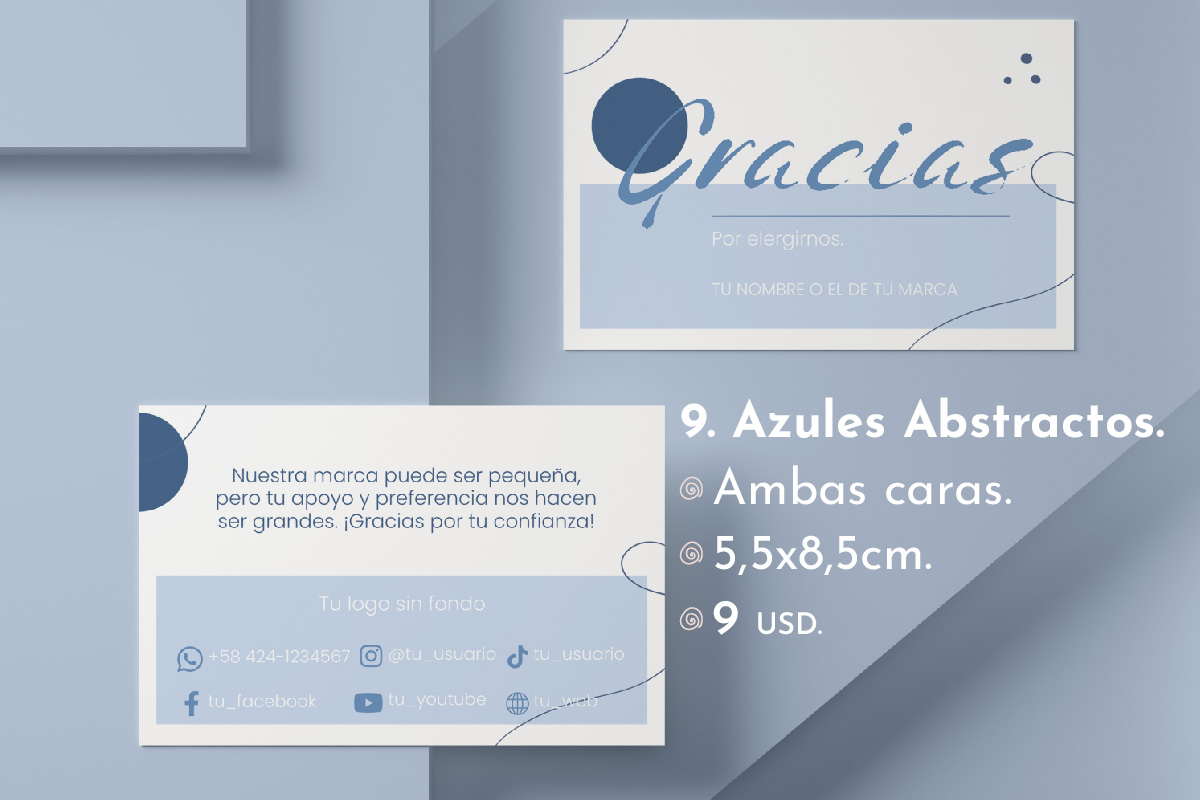 Gracias
Por elergirnos.
TU NOMBRE O EL DE TU MARCA
9. Azules Abstractos.
Ambas caras.
5,5x8,5cm.
9 USD.
Nuestra marca puede ser pequeña,
pero tu apoyo y preferencia nos hacen
ser grandes. ¡Gracias por tu confianza!
Tu logo sin fondo
+58 424-1234567 @tu_usuario tu_usuario
tu_facebook tu_youtube tu_web